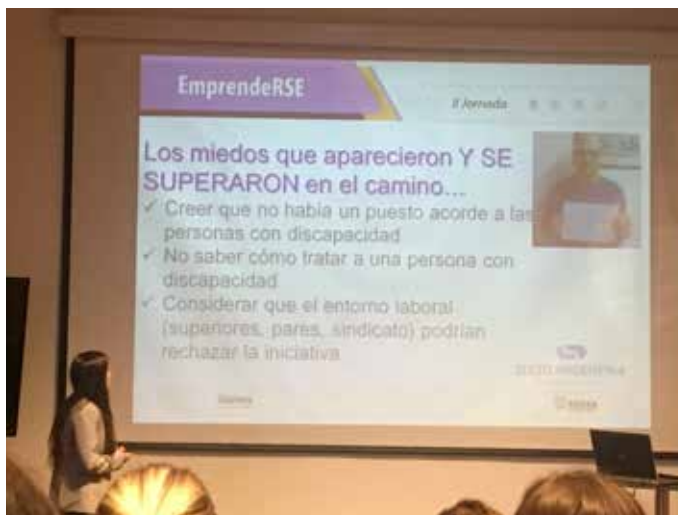 EmprendeRSE
II Jornada
Los miedos que aparecieron Y SE
SUPERARON en el camino...
✓ Creer que no había un puesto acorde a las
personas con discapacidad
✓ No saber cómo tratar a una persona con
discapacidad
✓ Considerar que el entorno laboral
(superiores, pares, sindicato) podrían
rechazar la iniciativa